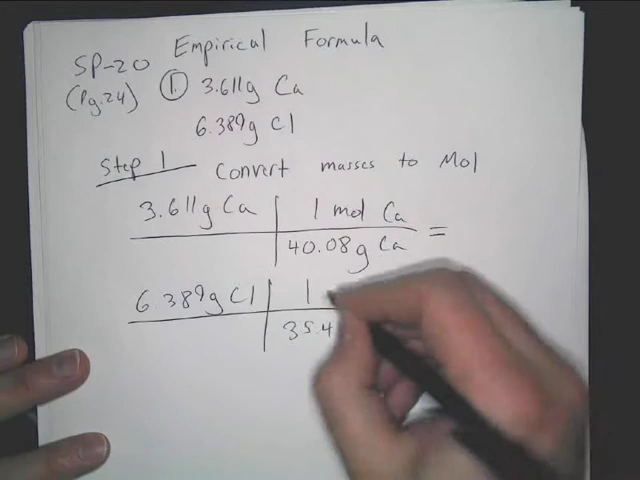 Empirical Formula
SP-20
(Pg.24) 1. 3.611g Ca
6.389g Cl
Step 1 Convert masses to Mol
3.611g Ca 1 mol Ca =
40.08g Ca
6.389g Cl 1
35.4